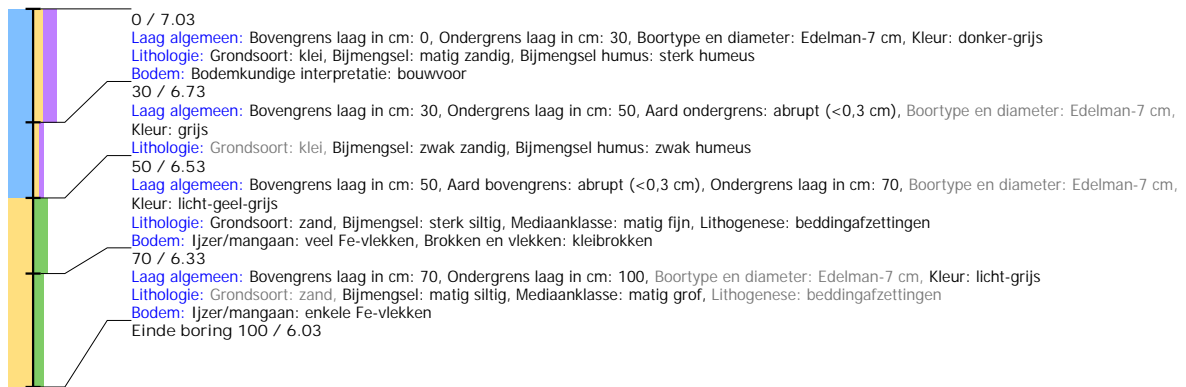 0 / 7.03
Laag algemeen: Bovengrens laag in cm: 0, Ondergrens laag in cm: 30, Boortype en diameter: Edelman-7 cm, Kleur: donker-grijs
Lithologie: Grondsoort: klei, Bijmengsel: matig zandig, Bijmengsel humus: sterk humeus
Bodem: Bodemkundige interpretatie: bouwvoor
30 / 6.73
Laag algemeen: Bovengrens laag in cm: 30, Ondergrens laag in cm: 50, Aard ondergrens: abrupt (<0,3 cm), Boortype en diameter: Edelman-7 cm,
Kleur: grijs
Lithologie: Grondsoort: klei, Bijmengsel: zwak zandig, Bijmengsel humus: zwak humeus
50 / 6.53
Laag algemeen: Bovengrens laag in cm: 50, Aard bovengrens: abrupt (<0,3 cm), Ondergrens laag in cm: 70, Boortype en diameter: Edelman-7 cm,
Kleur: licht-geel-grijs
Lithologie: Grondsoort: zand, Bijmengsel: sterk siltig, Mediaanklasse: matig fijn, Lithogenese: beddingafzettingen
Bodem: Ijzer/mangaan: veel Fe-vlekken, Brokken en vlekken: kleibrokken
70 / 6.33
Laag algemeen: Bovengrens laag in cm: 70, Ondergrens laag in cm: 100, Boortype en diameter: Edelman-7 cm, Kleur: licht-grijs
Lithologie: Grondsoort: zand, Bijmengsel: matig siltig, Mediaanklasse: matig grof, Lithogenese: beddingafzettingen
Bodem: Ijzer/mangaan: enkele Fe-vlekken
Einde boring 100 / 6.03